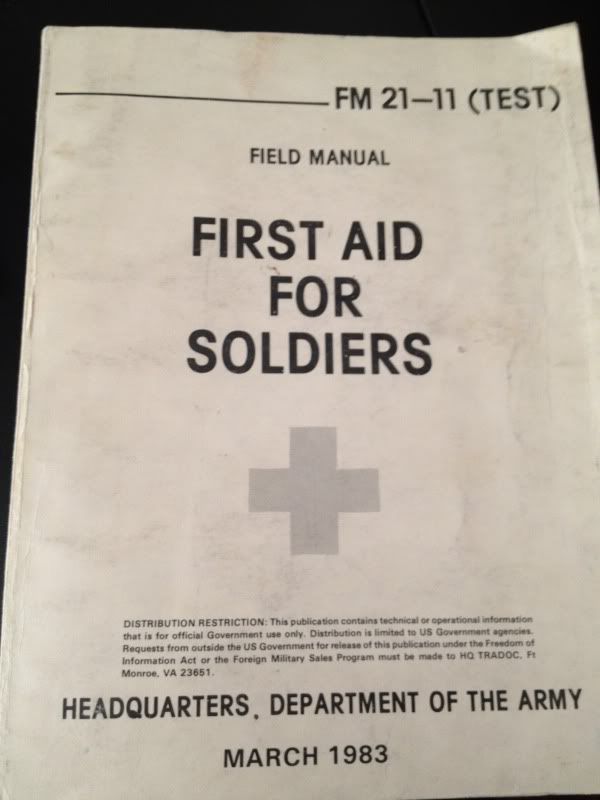 FM 21-11 (TEST)
FIELD MANUAL
FIRST AID
FOR
SOLDIERS
DISTRIBUTION RESTRICTION: This publication contains technical or operational information
that is for official Government use only. Distribution is limited to US Government agencies.
Requests from outside the US Government for release of this publication under the Freedom of
Information Act or the Foreign Military Sales Program must be made to HQ TRADOC, Ft
Monroe, VA 23651.
HEADQUARTERS, DEPARTMENT OF THE ARMY
MARCH 1983